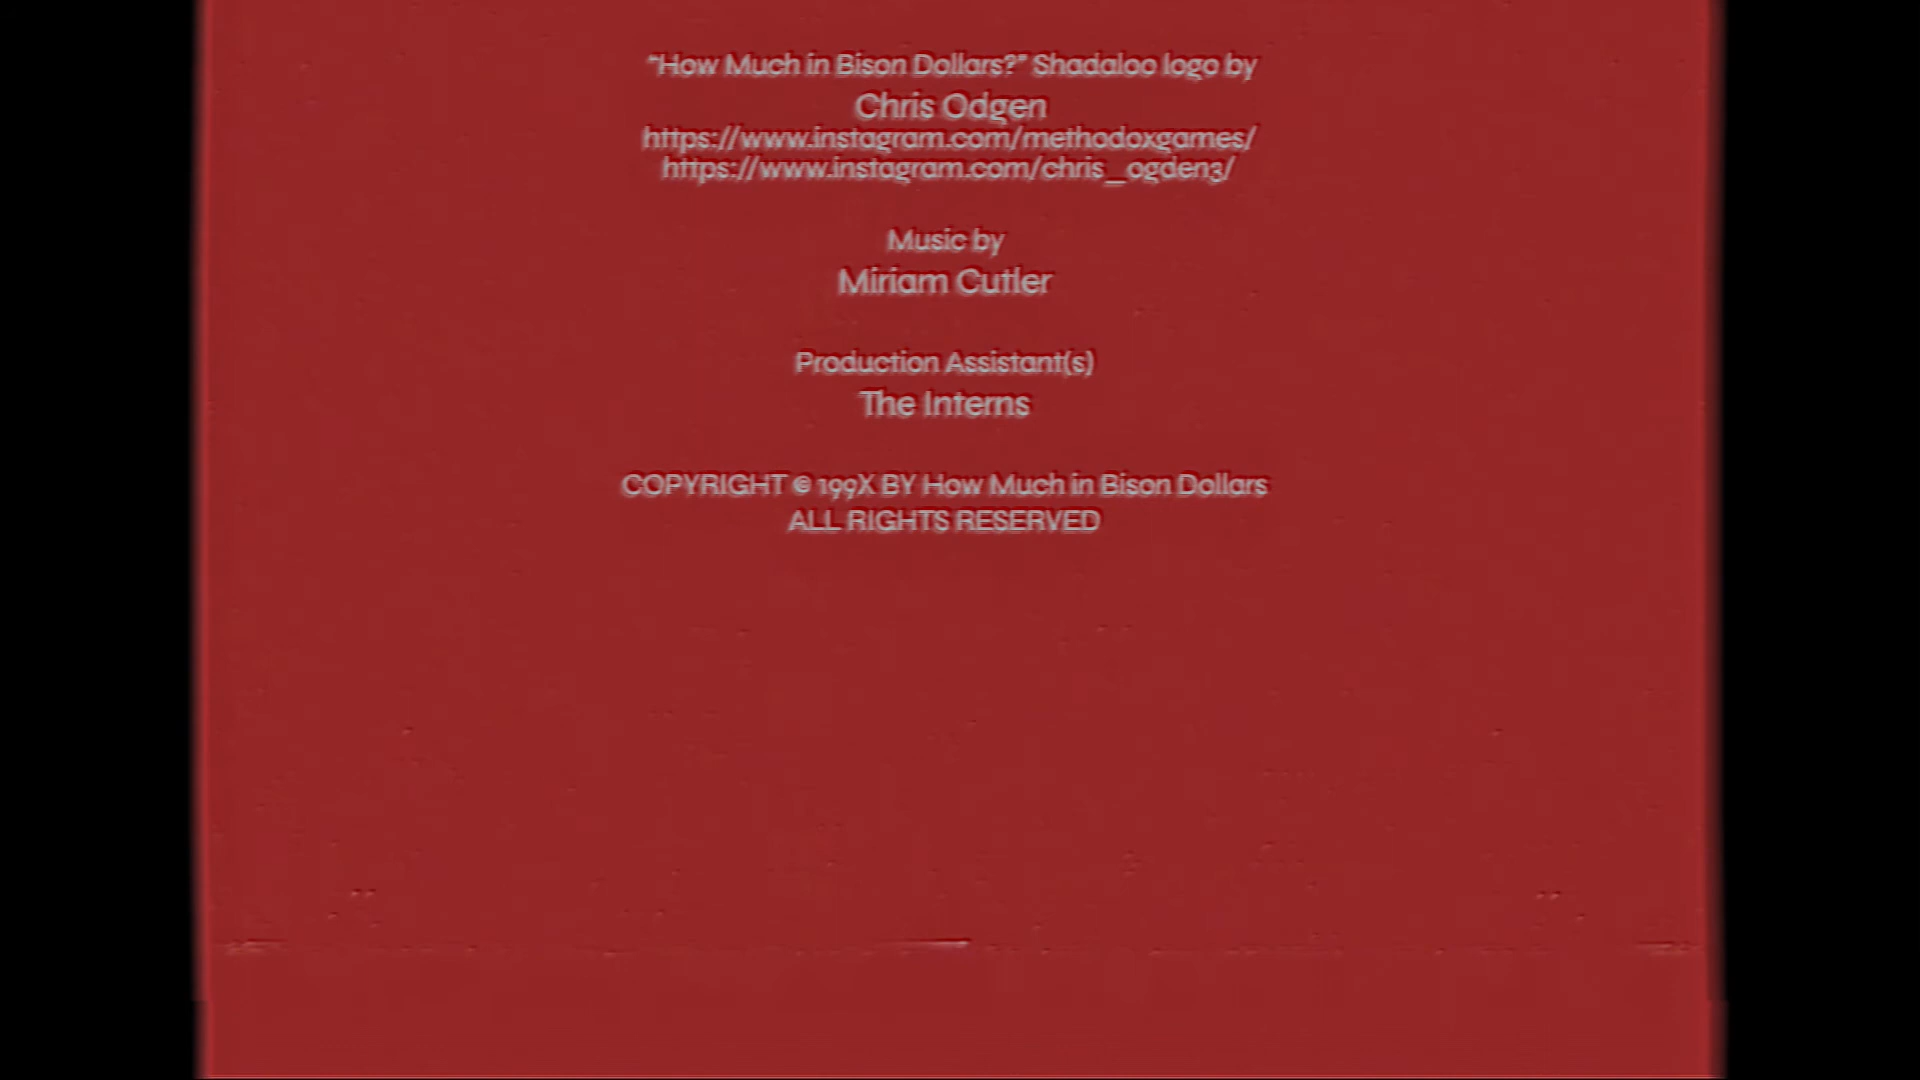 "How Much in Bison Dollars?" Shadaloo logo by
Chris Odgen
https://www.instagram.com/methodoxgames/
https://www.instagram.com/chris_ogden3/
Music by
Miriam Cutler
Production Assistant(s)
The Interns
COPYRIGHT © 199X BY How Much in Bison Dollars
ALL RIGHTS RESERVED